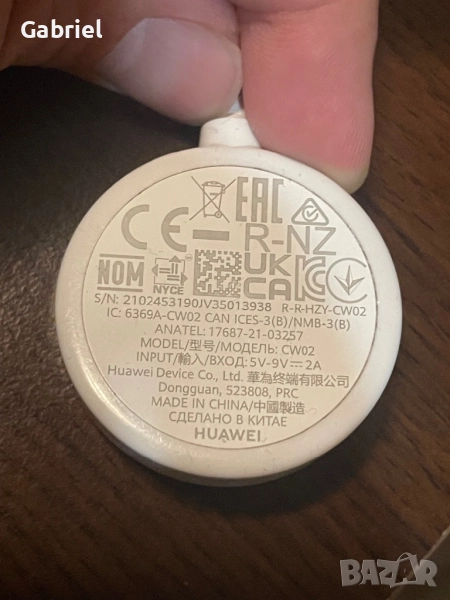 Gabriel
EAC
CE R-NZ
NOM NYCE UK CA KC
S/N: 2102453190JV35013938 R-R-HZY-CW02
IC: 6369A-CW02 CAN ICES-3(B)/NMB-3(B)
ANATEL: 17687-21-03257
MODEL/型号/МОДЕЛЬ: CW02
INPUT/輸入/ВХОД: 5V-9V⎓2A
Huawei Device Co., Ltd. 華為終端有限公司
Dongguan, 523808, PRC
MADE IN CHINA/中國製造
СДЕЛАНО В КИТАЕ
HUAWEI
BAZAR